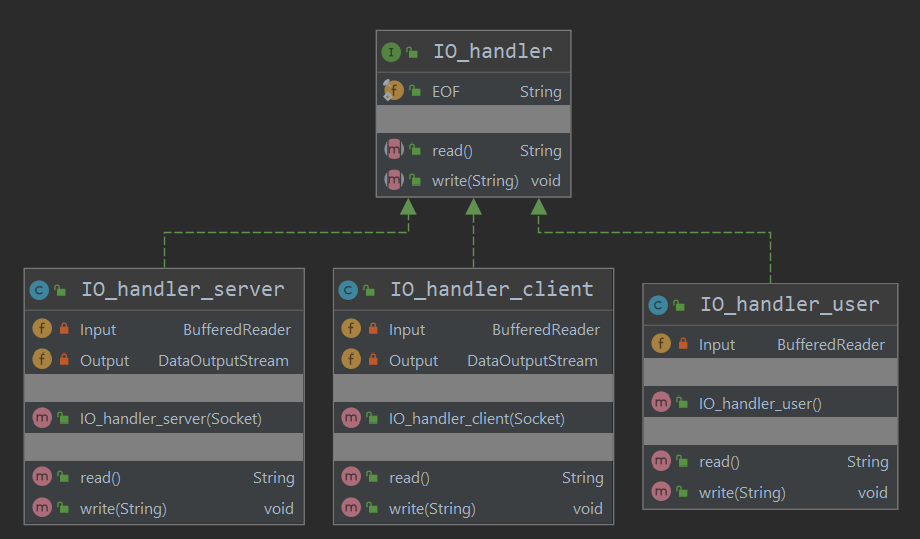 IO_handler
EOF String
read() String
write(String) void
IO_handler_server
Input BufferedReader
Output DataOutputStream
IO_handler_server(Socket)
read() String
write(String) void
IO_handler_client
Input BufferedReader
Output DataOutputStream
IO_handler_client(Socket)
read() String
write(String) void
IO_handler_user
Input BufferedReader
IO_handler_user()
read() String
write(String) void